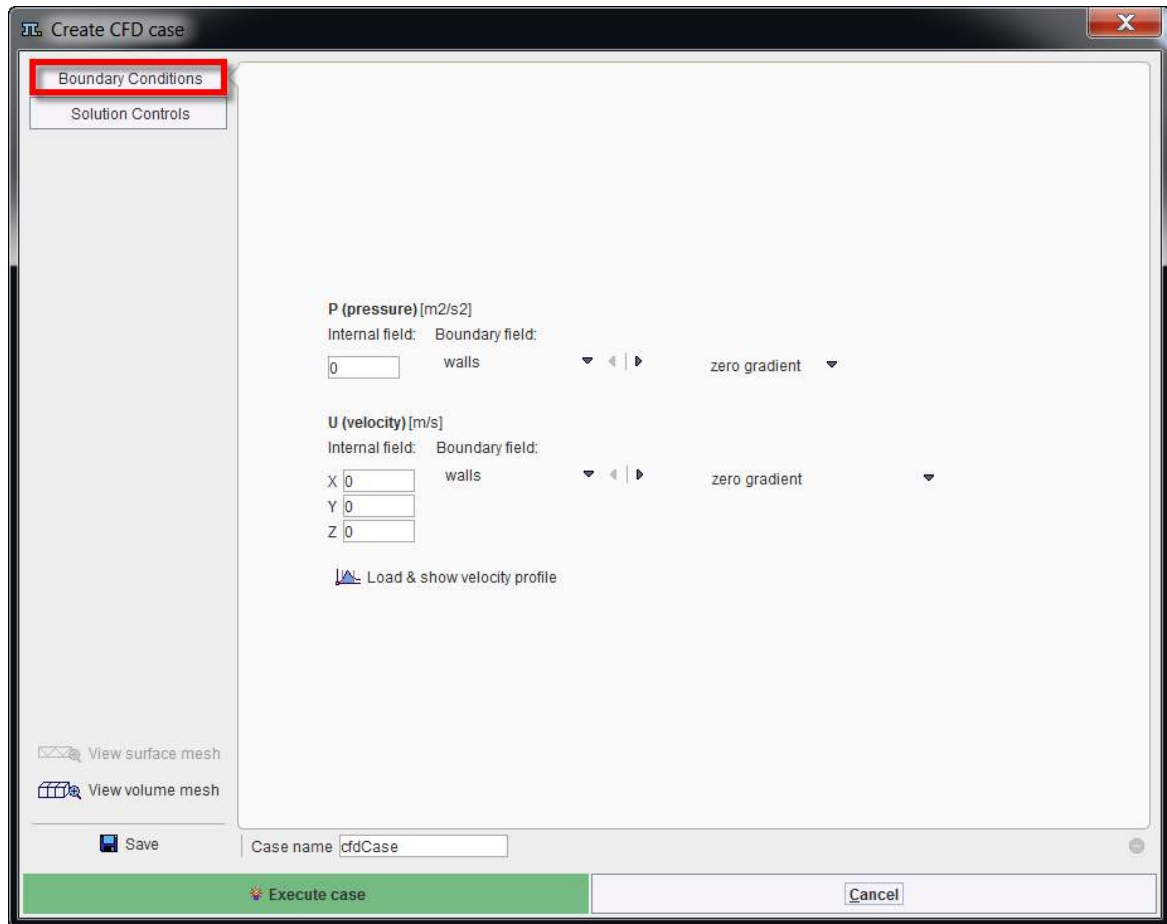 Create CFD case
Boundary Conditions
Solution Controls
P (pressure) [m2/s2]
Internal field: Boundary field:
0 walls zero gradient
U (velocity) [m/s]
Internal field: Boundary field:
X 0 walls zero gradient
Y 0
Z 0
Load & show velocity profile
View surface mesh
View volume mesh
Save Case name cfdCase
Execute case Cancel